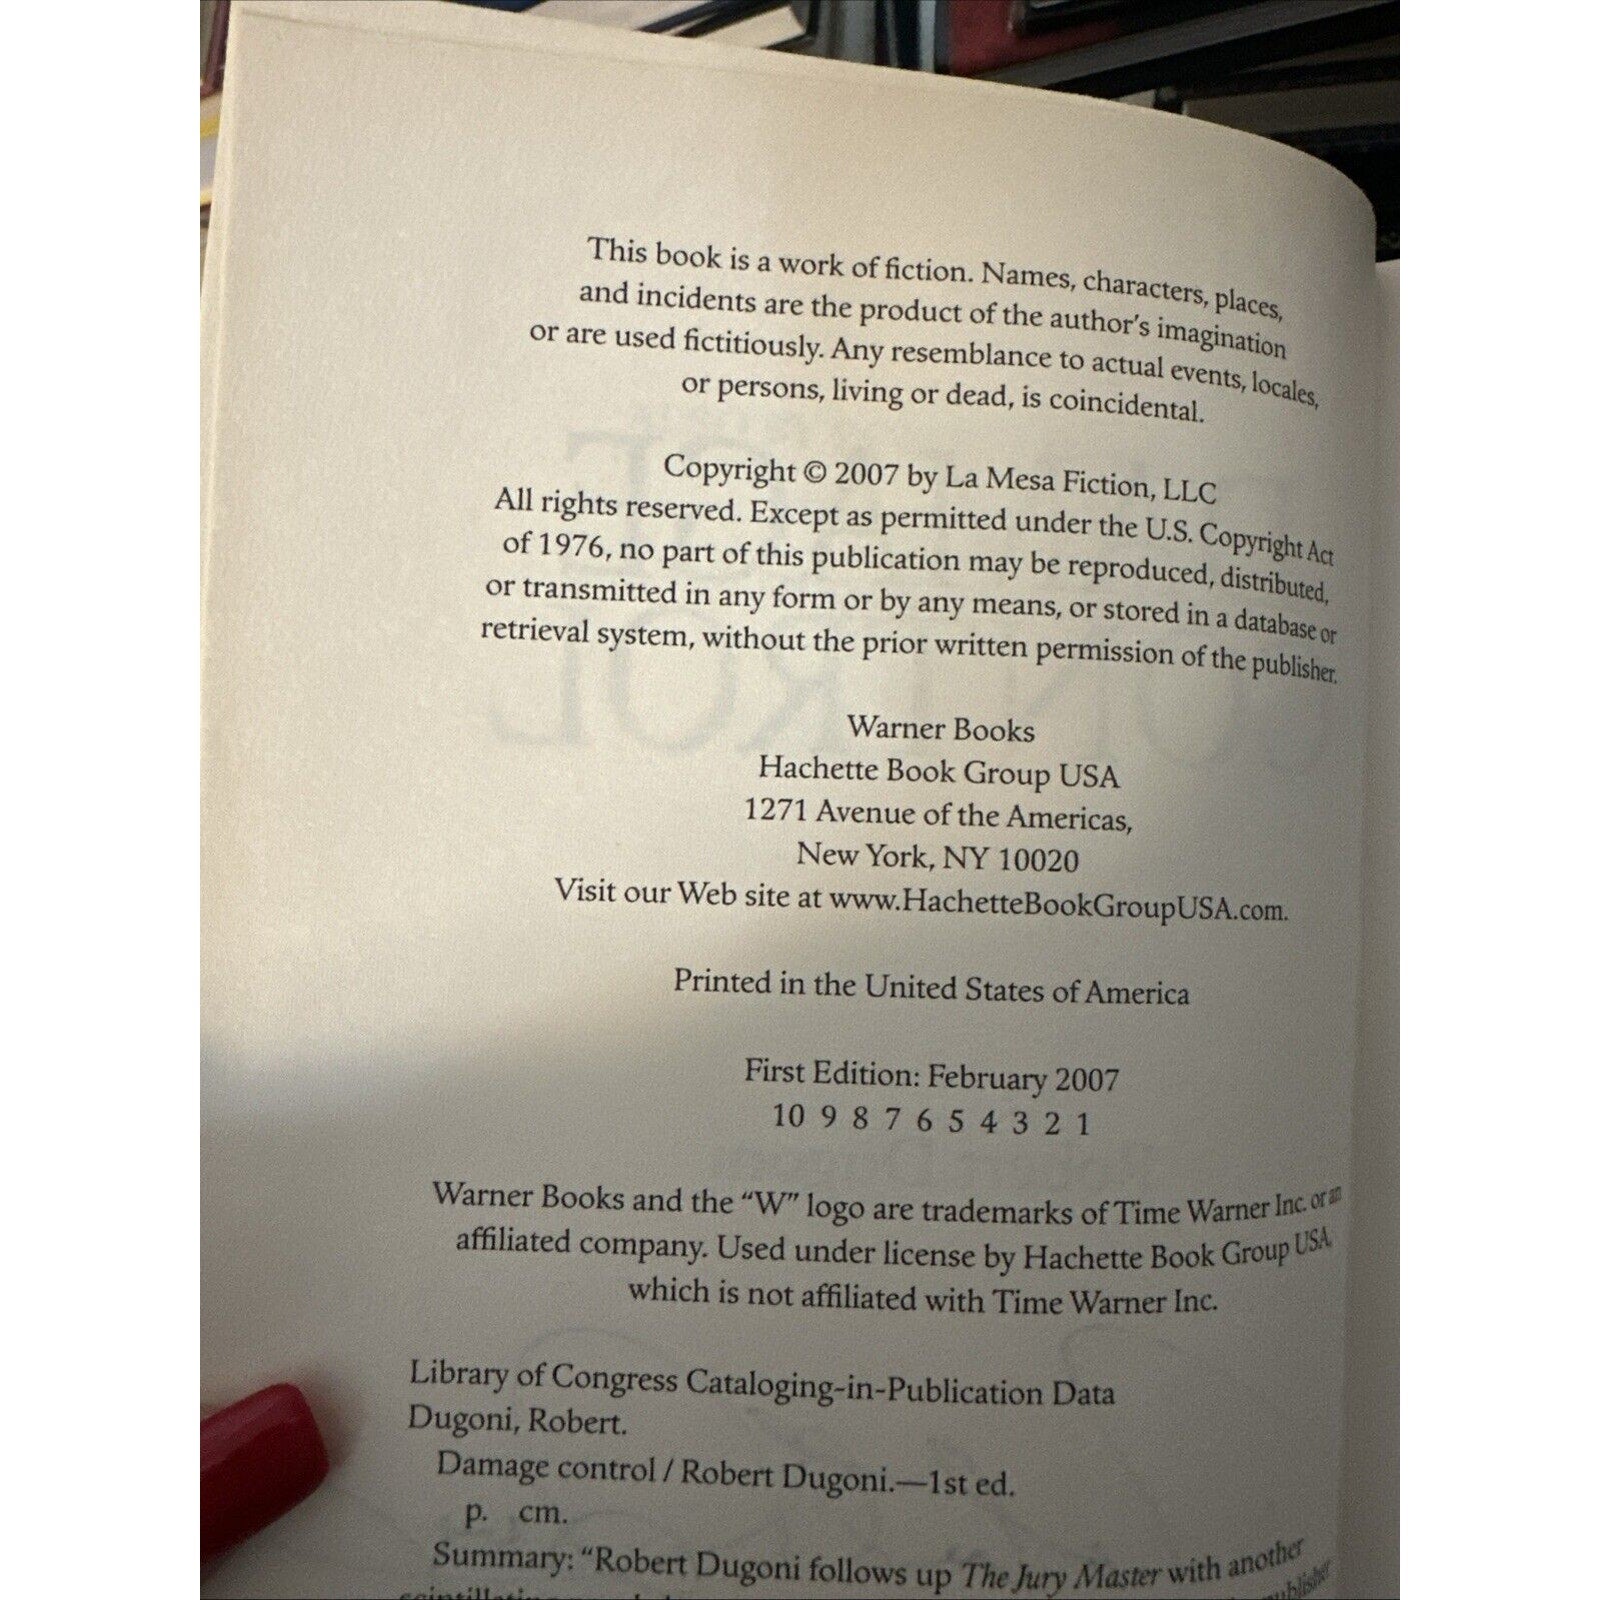 This book is a work of fiction. Names, characters, places,
and incidents are the product of the author's imagination
or are used fictitiously. Any resemblance to actual events, locales,
or persons, living or dead, is coincidental.
Copyright © 2007 by La Mesa Fiction, LLC
All rights reserved. Except as permitted under the U.S. Copyright Act
of 1976, no part of this publication may be reproduced, distributed,
or transmitted in any form or by any means, or stored in a database or
retrieval system, without the prior written permission of the publisher.
Warner Books
Hachette Book Group USA
1271 Avenue of the Americas,
New York, NY 10020
Visit our Web site at www.HachetteBookGroupUSA.com.
Printed in the United States of America
First Edition: February 2007
10 9 8 7 6 5 4 3 2 1
Warner Books and the “W” logo are trademarks of Time Warner Inc. or an
affiliated company. Used under license by Hachette Book Group USA,
which is not affiliated with Time Warner Inc.
Library of Congress Cataloging-in-Publication Data
Dugoni, Robert.
Damage control / Robert Dugoni.—1st ed.
p. cm.
Summary: “Robert Dugoni follows up The Jury Master with another